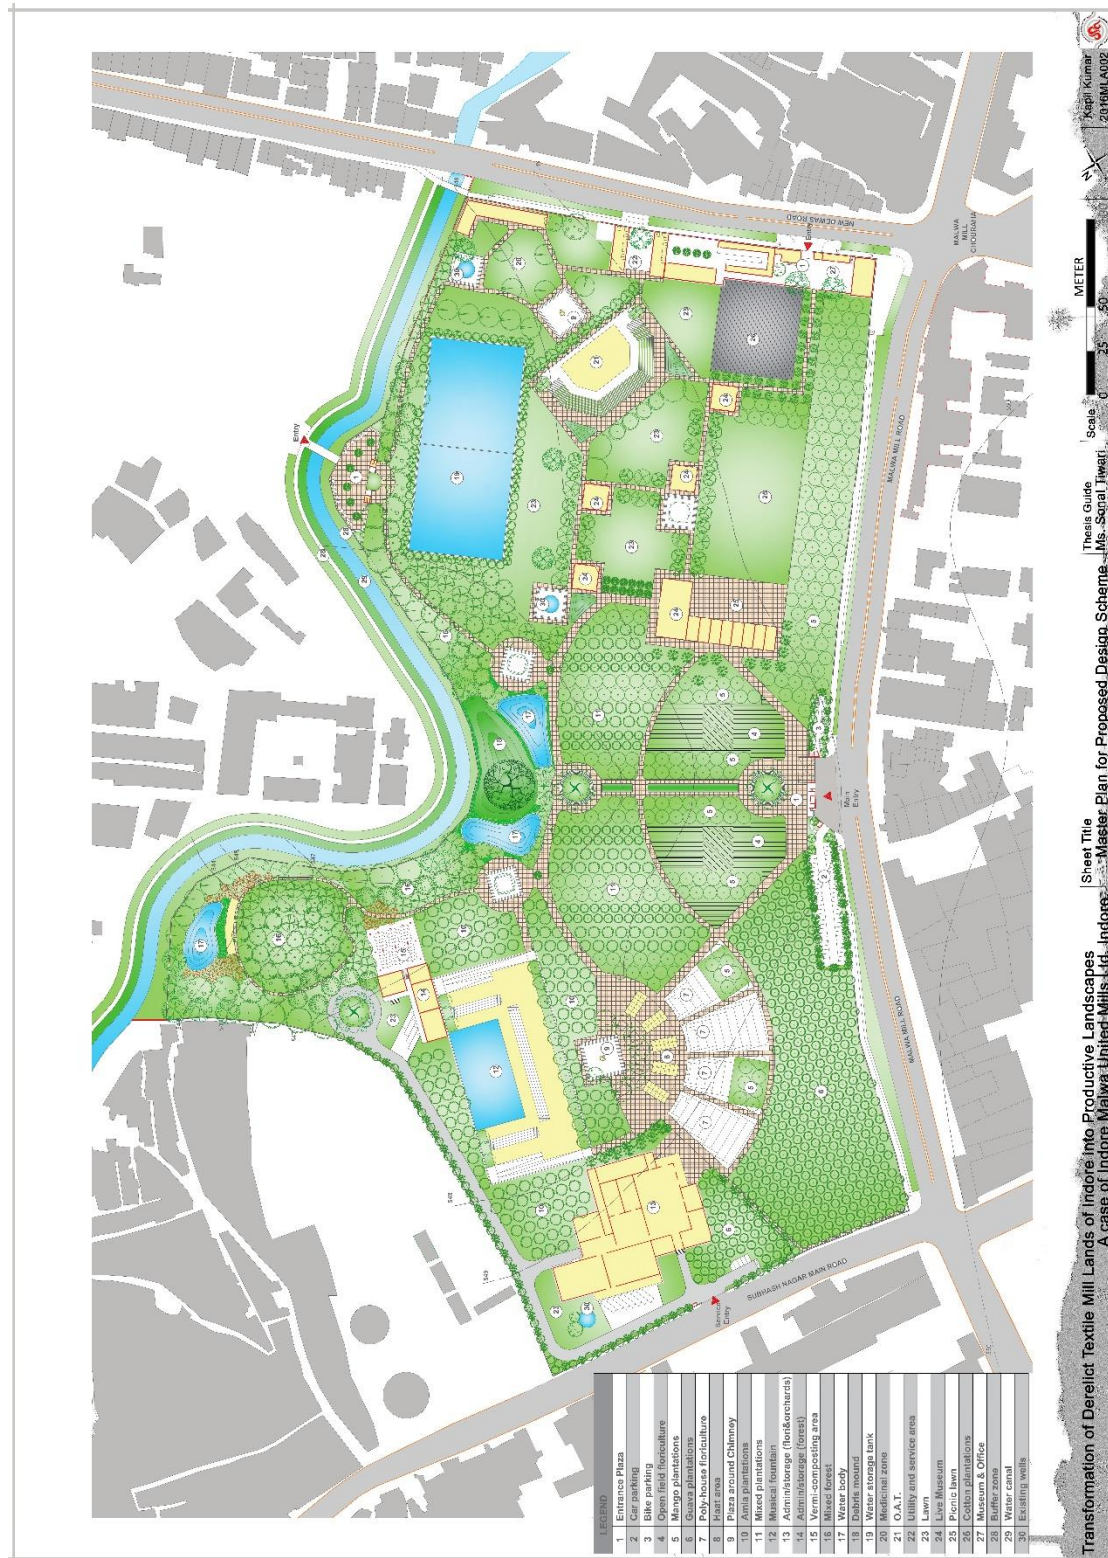 Transformation of Derelict Textile Mill Lands of Indore into Productive Landscapes
A case of Indore Malwa United Mills Ltd. Indore.
Sheet Title
Master Plan for Proposed Design Scheme
Thesis Guide
Ms. Sonal Tiwari
Scale
0 25 50
METER
N
Kapil Kumar
2016MLA002
LEGEND
1 Entrance Plaza
2 Car parking
3 Bike parking
4 Open field floriculture
5 Mango plantations
6 Guava plantations
7 Poly-house floriculture
8 Haat area
9 Plaza around Chimney
10 Amla plantations
11 Mixed plantations
12 Musical fountain
13 Admin/storage (flori&orchards)
14 Admin/storage (forest)
15 Vermi-composting area
16 Mixed forest
17 Water body
18 Debris mound
19 Water storage tank
20 Medicinal zone
21 O.A.T.
22 Utility and service area
23 Lawn
24 Live Museum
25 Picnic lawn
26 Cotton plantations
27 Museum & Office
28 Buffer zone
29 Water canal
30 Existing wells
NEW DEWAS ROAD
MALWA
MILL
CHOURAHA
MALWA MILL ROAD
MALWA MILL ROAD
SUBHASH NAGAR MAIN ROAD
Entry
Entry
Main
Entry
Service
Entry